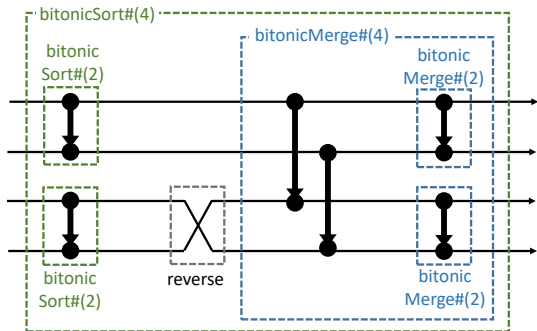 bitonicSort#(4)
bitonicMerge#(4)
bitonic
Sort#(2)
bitonic
Merge#(2)
bitonic
Sort#(2)
reverse
bitonic
Merge#(2)